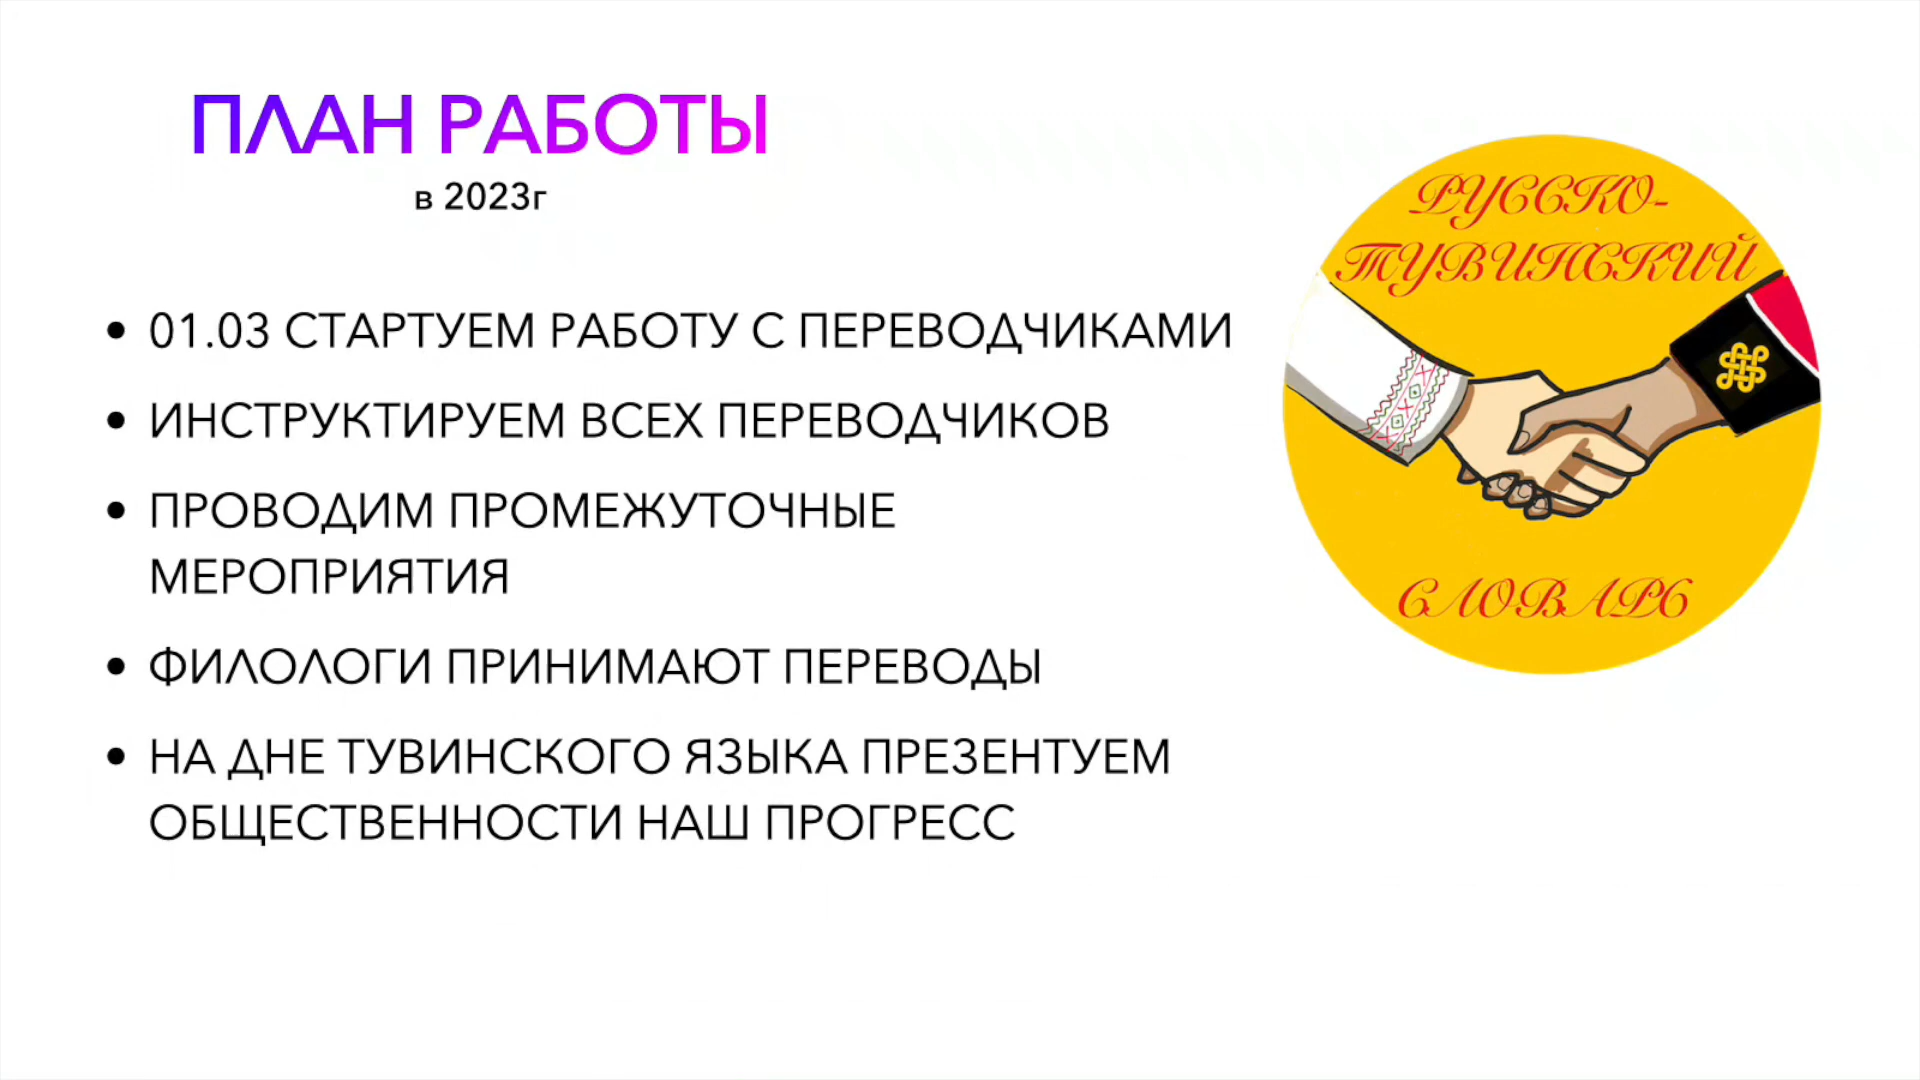 ПЛАН РАБОТЫ
в 2023г
РУССКО-
ТУВИНСКИЙ
СЛОВАРЬ
• 01.03 СТАРТУЕМ РАБОТУ С ПЕРЕВОДЧИКАМИ
• ИНСТРУКТИРУЕМ ВСЕХ ПЕРЕВОДЧИКОВ
• ПРОВОДИМ ПРОМЕЖУТОЧНЫЕ
МЕРОПРИЯТИЯ
• ФИЛОЛОГИ ПРИНИМАЮТ ПЕРЕВОДЫ
• НА ДНЕ ТУВИНСКОГО ЯЗЫКА ПРЕЗЕНТУЕМ
ОБЩЕСТВЕННОСТИ НАШ ПРОГРЕСС